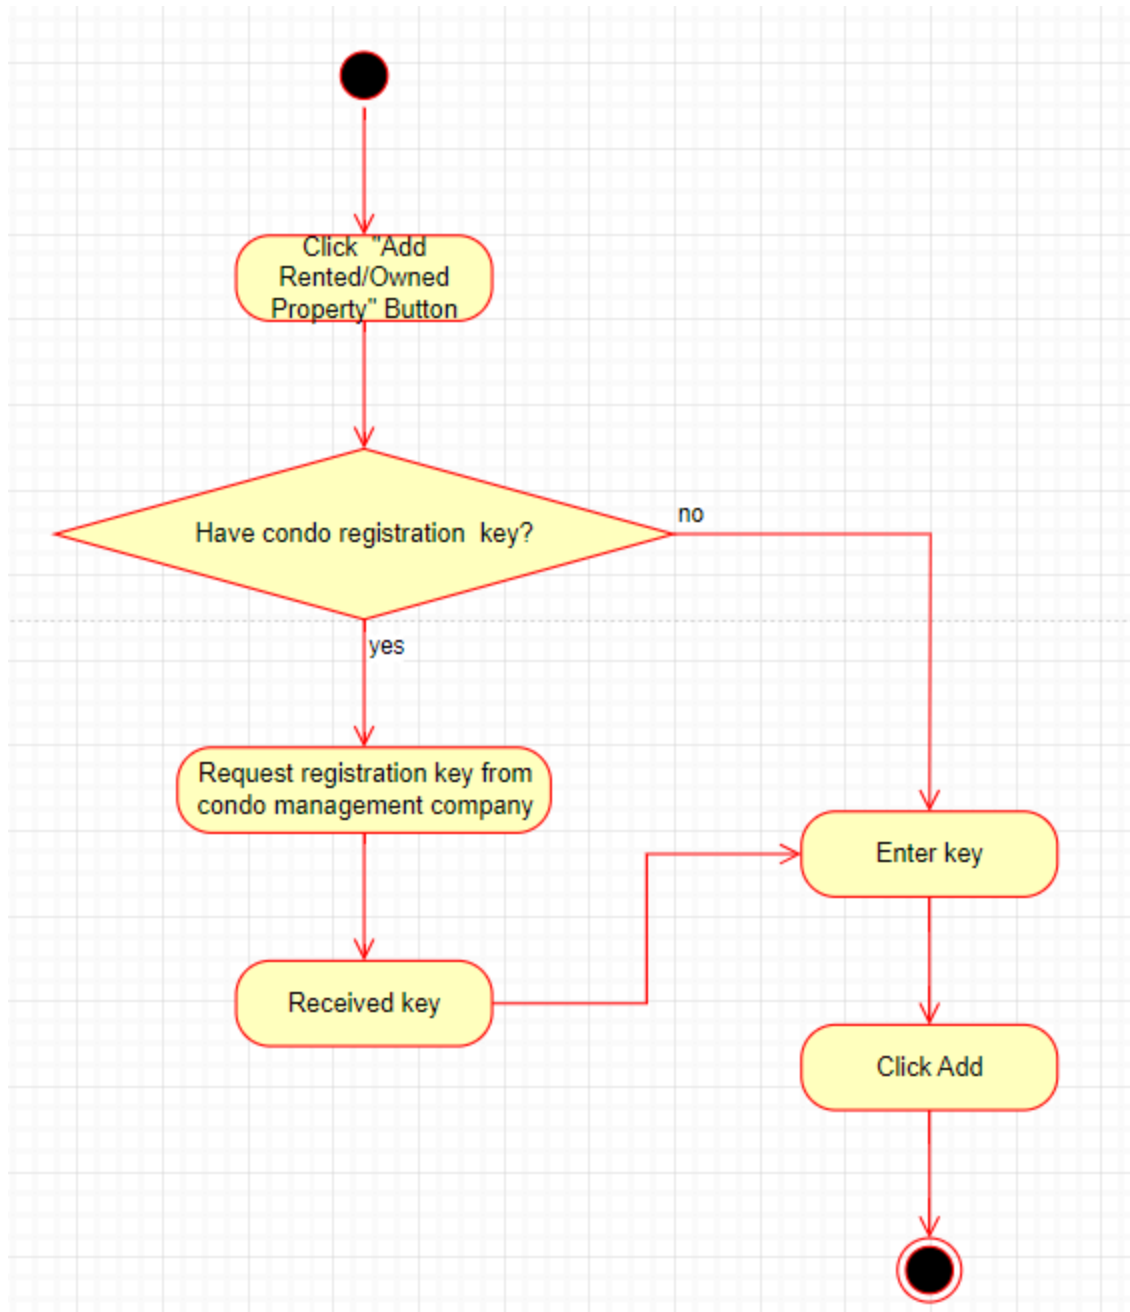 Click "Add
Rented/Owned
Property" Button
Have condo registration key?
no
yes
Request registration key from
condo management company
Enter key
Received key
Click Add